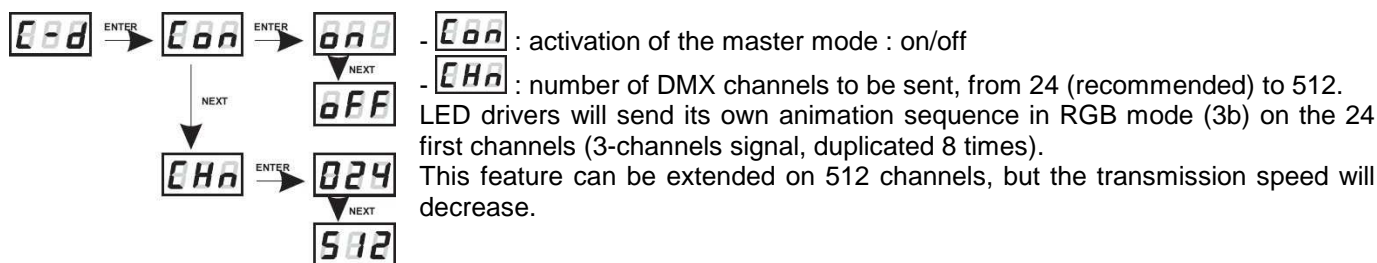 C-d ENTER Con ENTER on
NEXT
oFF
NEXT
CHn ENTER 024
NEXT
512
- Con : activation of the master mode : on/off
- CHn : number of DMX channels to be sent, from 24 (recommended) to 512.
LED drivers will send its own animation sequence in RGB mode (3b) on the 24
first channels (3-channels signal, duplicated 8 times).
This feature can be extended on 512 channels, but the transmission speed will
decrease.